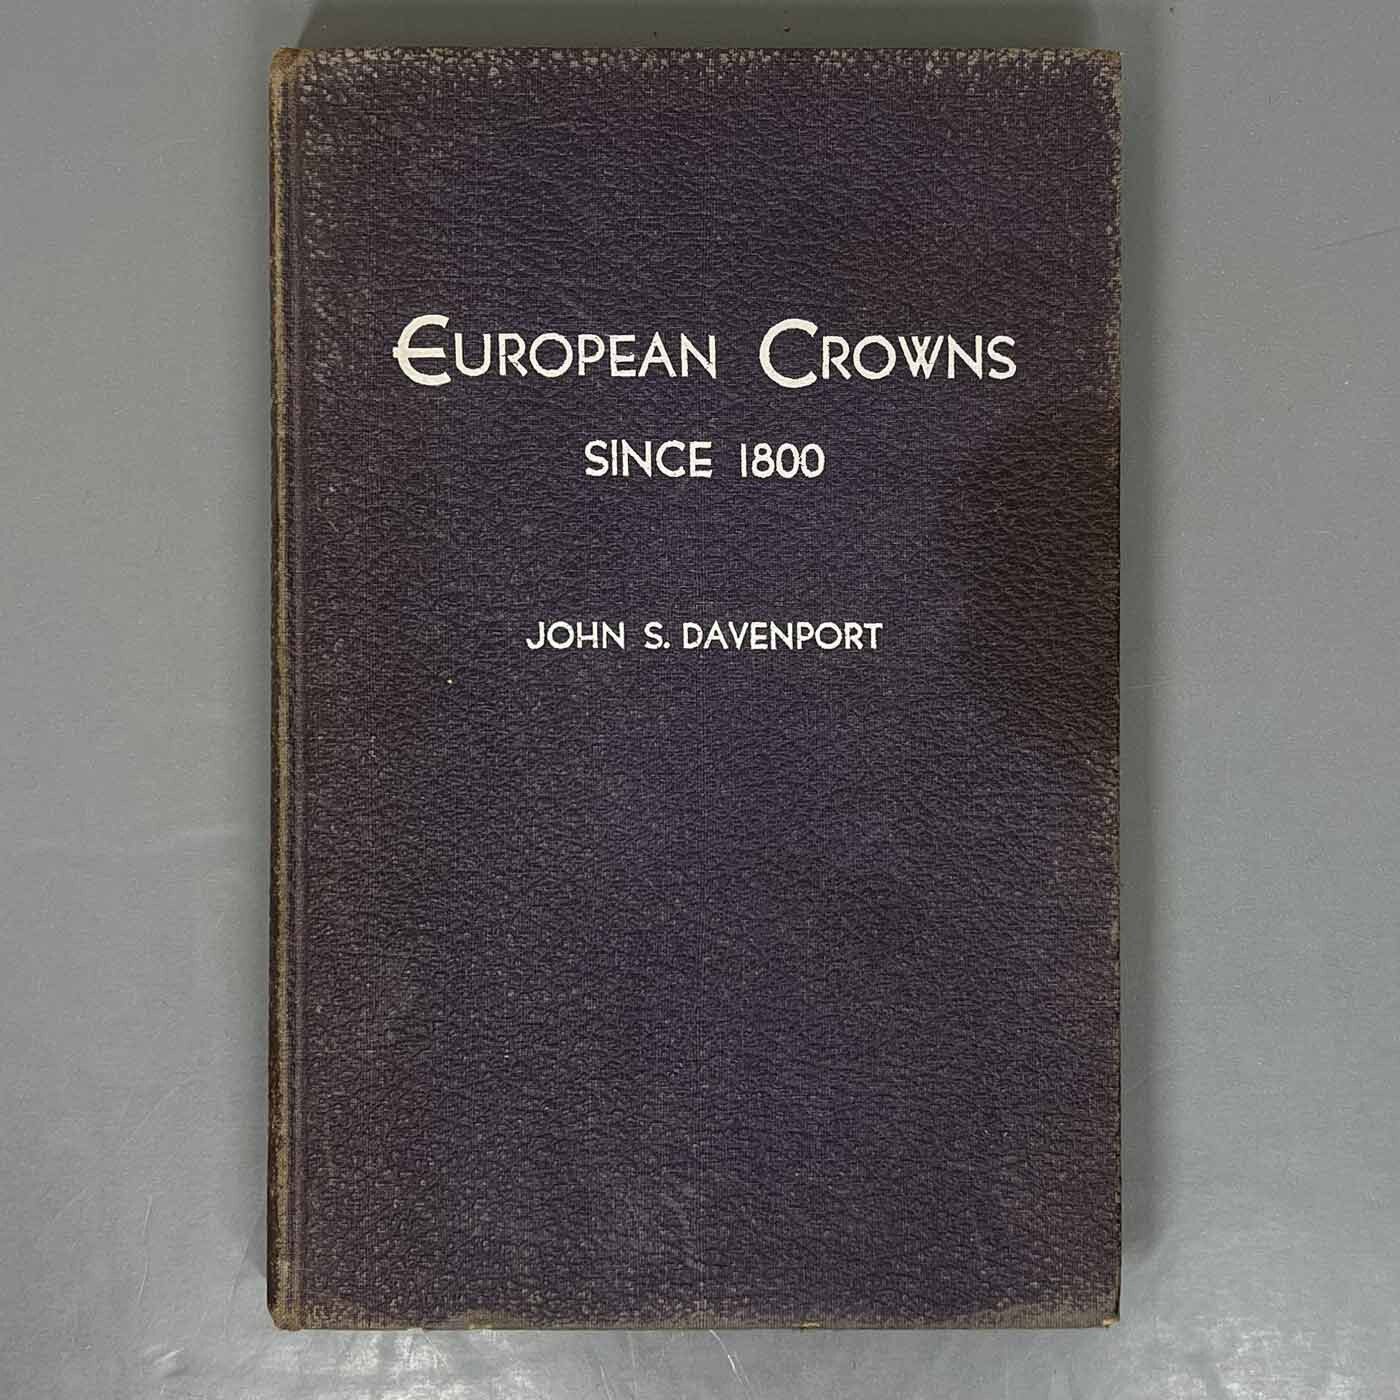 EUROPEAN CROWNS
SINCE 1800
JOHN S. DAVENPORT